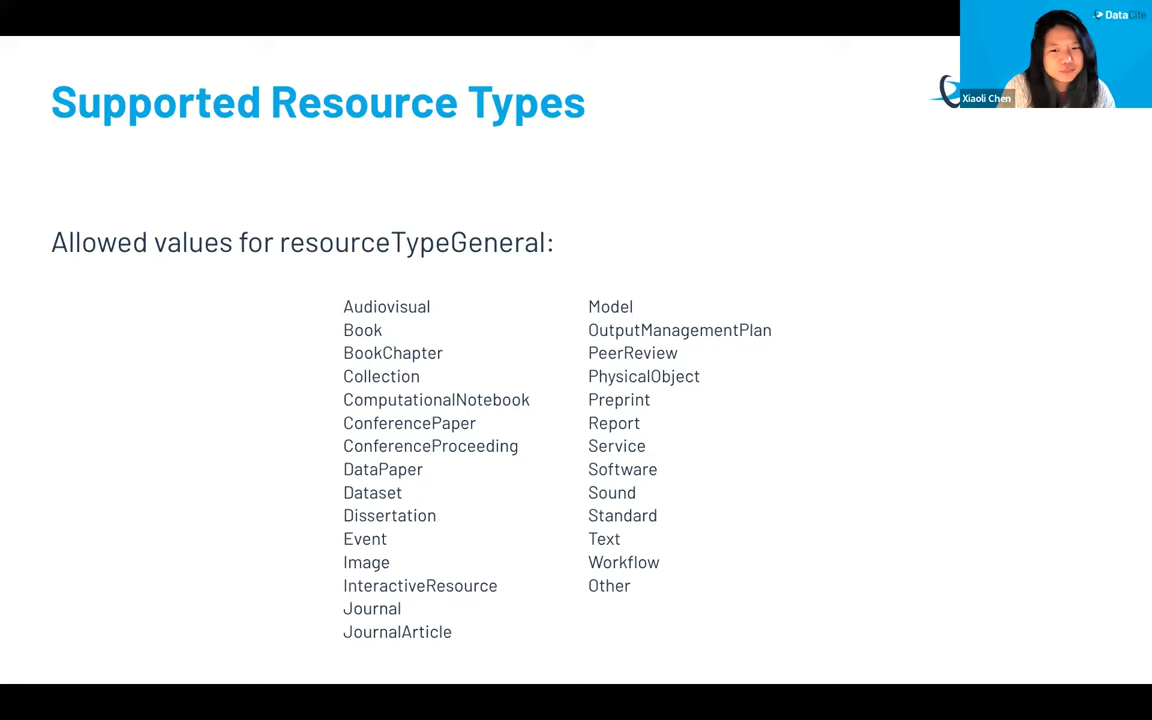 DataCite
Xiaoli Chen
Supported Resource Types
Allowed values for resourceTypeGeneral:
Audiovisual
Book
BookChapter
Collection
ComputationalNotebook
ConferencePaper
ConferenceProceeding
DataPaper
Dataset
Dissertation
Event
Image
InteractiveResource
Journal
JournalArticle
Model
OutputManagementPlan
PeerReview
PhysicalObject
Preprint
Report
Service
Software
Sound
Standard
Text
Workflow
Other